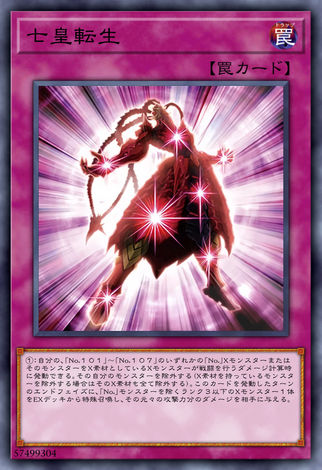 七皇転生
トラップ
罠
【罠カード】
①:自分の、「No.101」~「No.107」のいずれかの「No.」Xモンスターまたは
そのモンスターをX素材としているXモンスターが戦闘を行うダメージ計算時
に発動できる。その自分のモンスターを除外する(X素材を持っているモンスター
を除外する場合はそのX素材も全て除外する)。このカードを発動したターン
のエンドフェイズに、「No.」モンスターを除くランク3以下のXモンスター1体
をEXデッキから特殊召喚し、その元々の攻撃力分のダメージを相手に与える。
57499304